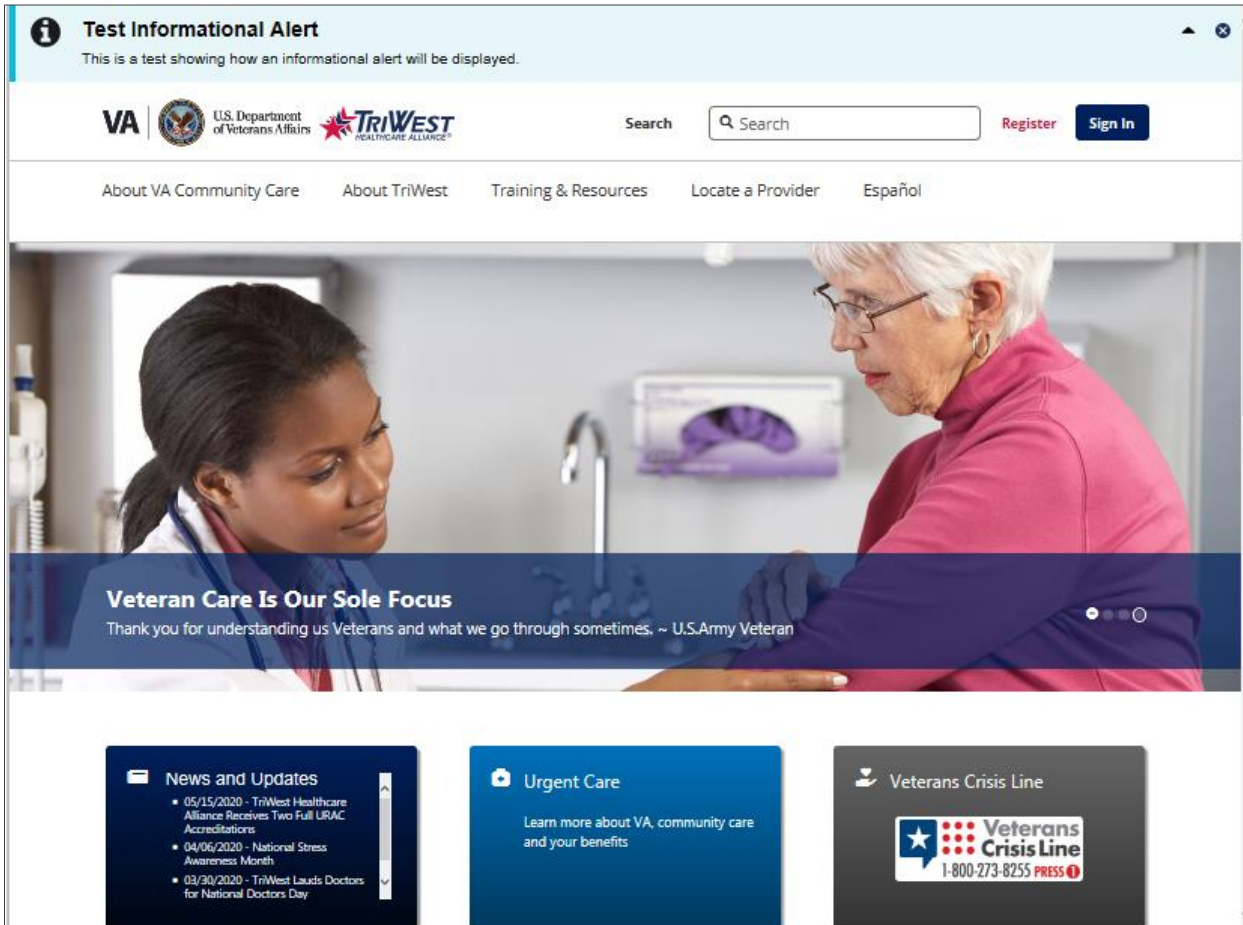 Test Informational Alert
This is a test showing how an informational alert will be displayed.
VA
U.S. Department
of Veterans Affairs
TRIWEST
HEALTHCARE ALLIANCE
Search
Search
Register
Sign In
About VA Community Care
About TriWest
Training & Resources
Locate a Provider
Español
Veteran Care Is Our Sole Focus
Thank you for understanding us Veterans and what we go through sometimes. ~ U.S.Army Veteran
News and Updates
05/15/2020 - TriWest Healthcare
Alliance Receives Two Full URAC
Accreditations
04/06/2020 - National Stress
Awareness Month
03/30/2020 - TriWest Lauds Doctors
for National Doctors Day
Urgent Care
Learn more about VA, community care
and your benefits
Veterans Crisis Line
Veterans
Crisis Line
1-800-273-8255 PRESS 1